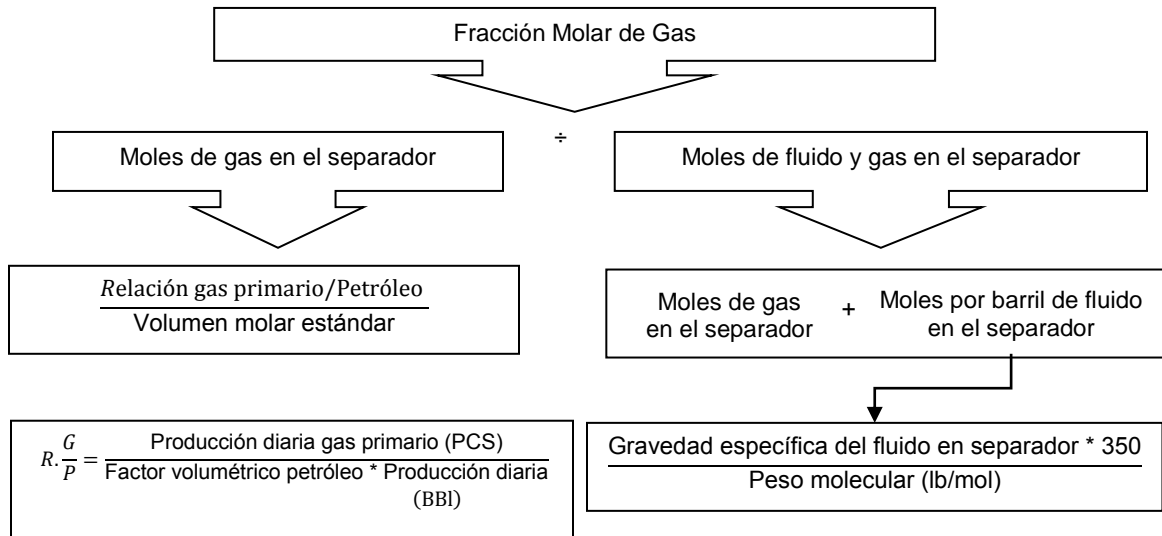 Fracción Molar de Gas
÷
Moles de gas en el separador
Moles de fluido y gas en el separador
Relación gas primario/Petróleo
Volumen molar estándar
Moles de gas
en el separador
+
Moles por barril de fluido
en el separador
R. G/P = Producción diaria gas primario (PCS)
Factor volumétrico petróleo * Producción diaria
(BBl)
Gravedad específica del fluido en separador * 350
Peso molecular (lb/mol)